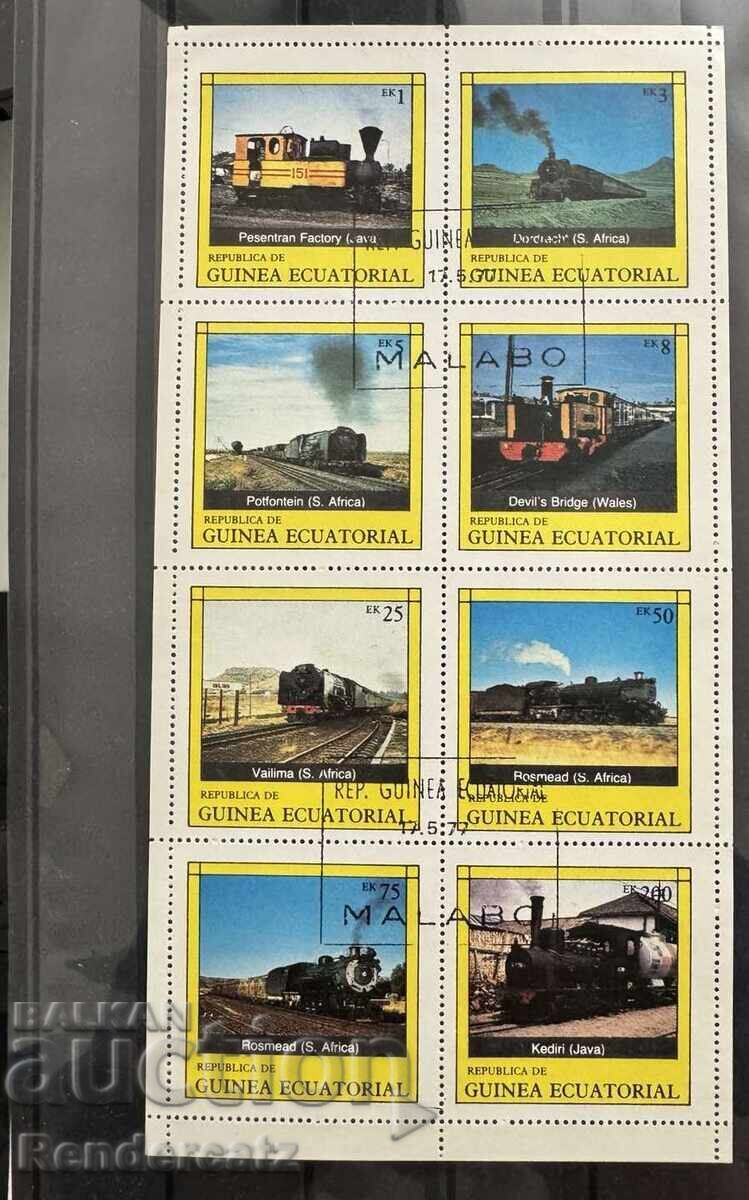 EK1
151
Pesentran Factory (Java
REPUBLICA DE
GUINEA ECUATORIAL
EK3
Dordrecht (S. Africa)
GUINEA ECUATORIAL
REP. GUINEA
17.5.77
MALABO
EK5
Potfontein (S. Africa)
REPUBLICA DE
GUINEA ECUATORIAL
EK8
Devil's Bridge (Wales)
REPUBLICA DE
GUINEA ECUATORIAL
EK25
Vailima (S. Africa)
REPUBLICA DE
GUINEA ECUATORIAL
EK50
Rosmead (S. Africa)
REPUBLICA DE
GUINEA ECUATORIAL
REP. GUINEA ECUATORIAL
17.5.77
MALABO
EK75
Rosmead (S. Africa)
REPUBLICA DE
GUINEA ECUATORIAL
EK200
Kediri (Java)
REPUBLICA DE
GUINEA ECUATORIAL
BALKAN
auction
Rendercatz